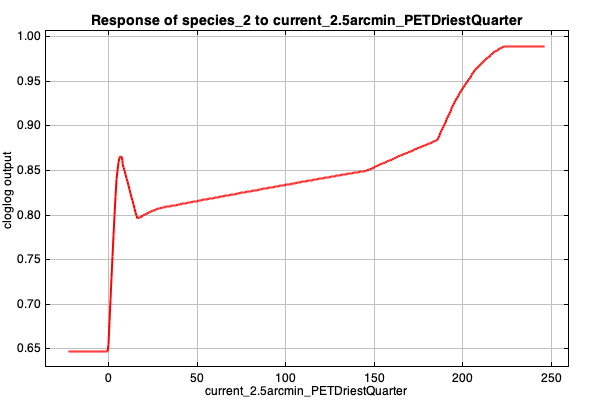 Response of species_2 to current_2.5arcmin_PETDriestQuarter
1.00
0.95
0.90
0.85
0.80
0.75
0.70
0.65
cloglog output
0 50 100 150 200 250
current_2.5arcmin_PETDriestQuarter